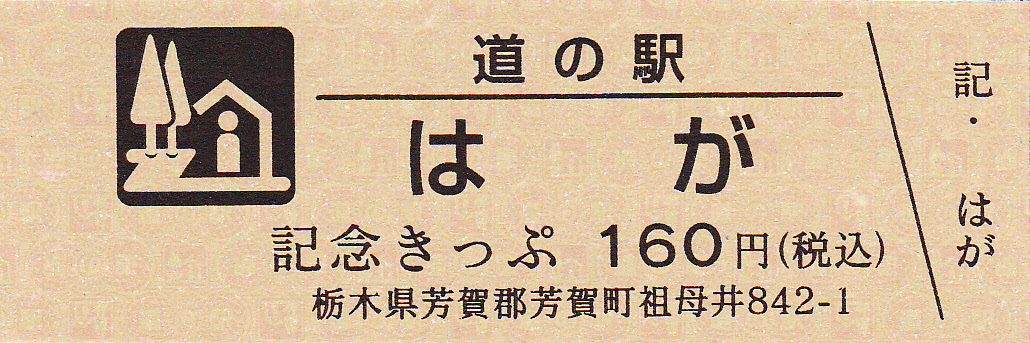 道の駅
はが
記念きっぷ 160円(税込)
栃木県芳賀郡芳賀町祖母井842-1
記・はが